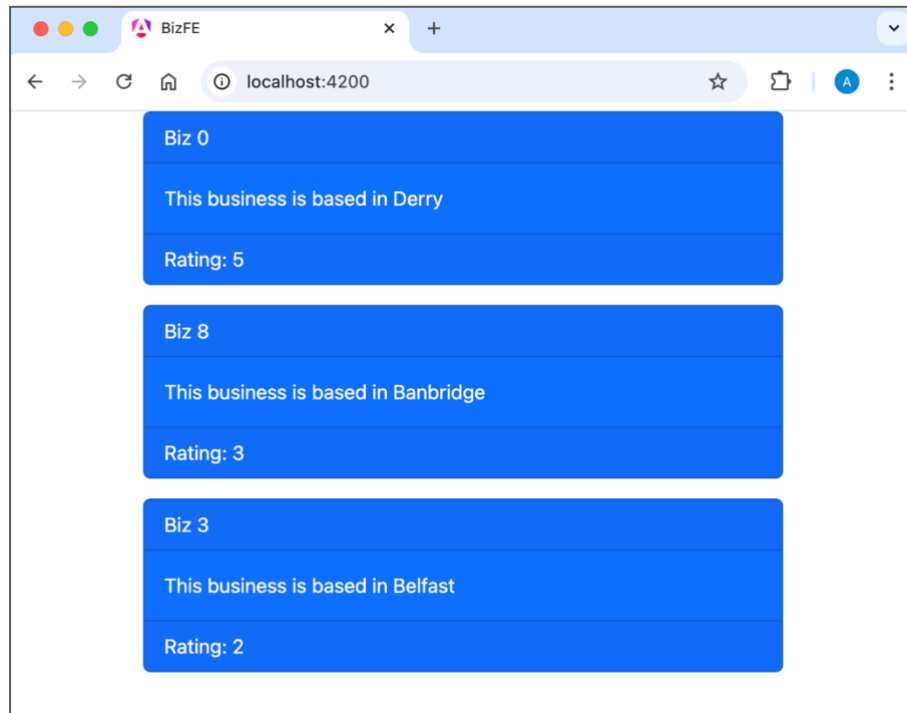 BizFE
localhost:4200
A
Biz 0
This business is based in Derry
Rating: 5
Biz 8
This business is based in Banbridge
Rating: 3
Biz 3
This business is based in Belfast
Rating: 2